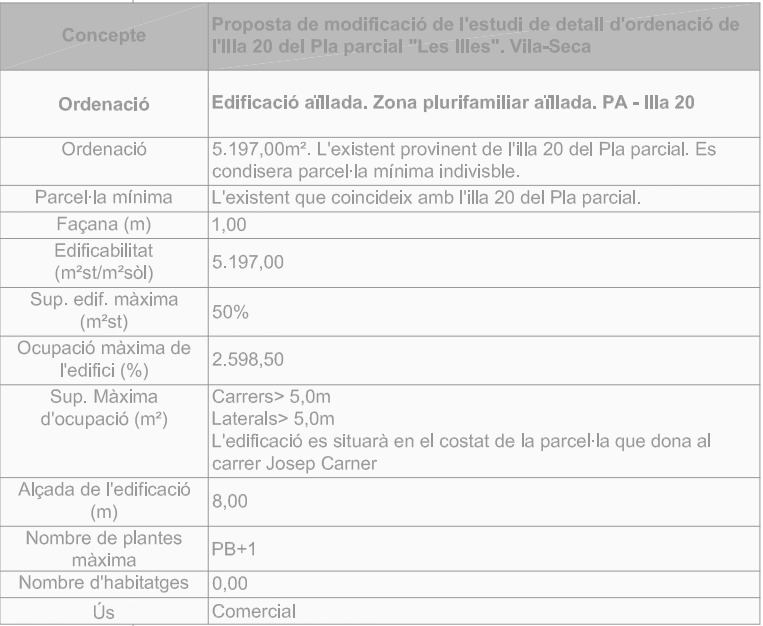 Concepte
Proposta de modificació de l'estudi de detall d'ordenació de
l'Illa 20 del Pla parcial "Les Illes". Vila-Seca
Ordenació
Edificació aïllada. Zona plurifamiliar aïllada. PA - Illa 20
Ordenació
5.197,00m². L'existent provinent de l'illa 20 del Pla parcial. Es
condisera parcel·la mínima indivisble.
Parcel·la mínima
L'existent que coincideix amb l'illa 20 del Pla parcial.
Façana (m)
1,00
Edificabilitat
(m²st/m²sòl)
5.197,00
Sup. edif. màxima
(m²st)
50%
Ocupació màxima de
l'edifici (%)
2.598,50
Sup. Màxima
d'ocupació (m²)
Carrers> 5,0m
Laterals> 5,0m
L'edificació es situarà en el costat de la parcel·la que dona al
carrer Josep Carner
Alçada de l'edificació
(m)
8,00
Nombre de plantes
màxima
PB+1
Nombre d'habitatges
0,00
Ús
Comercial